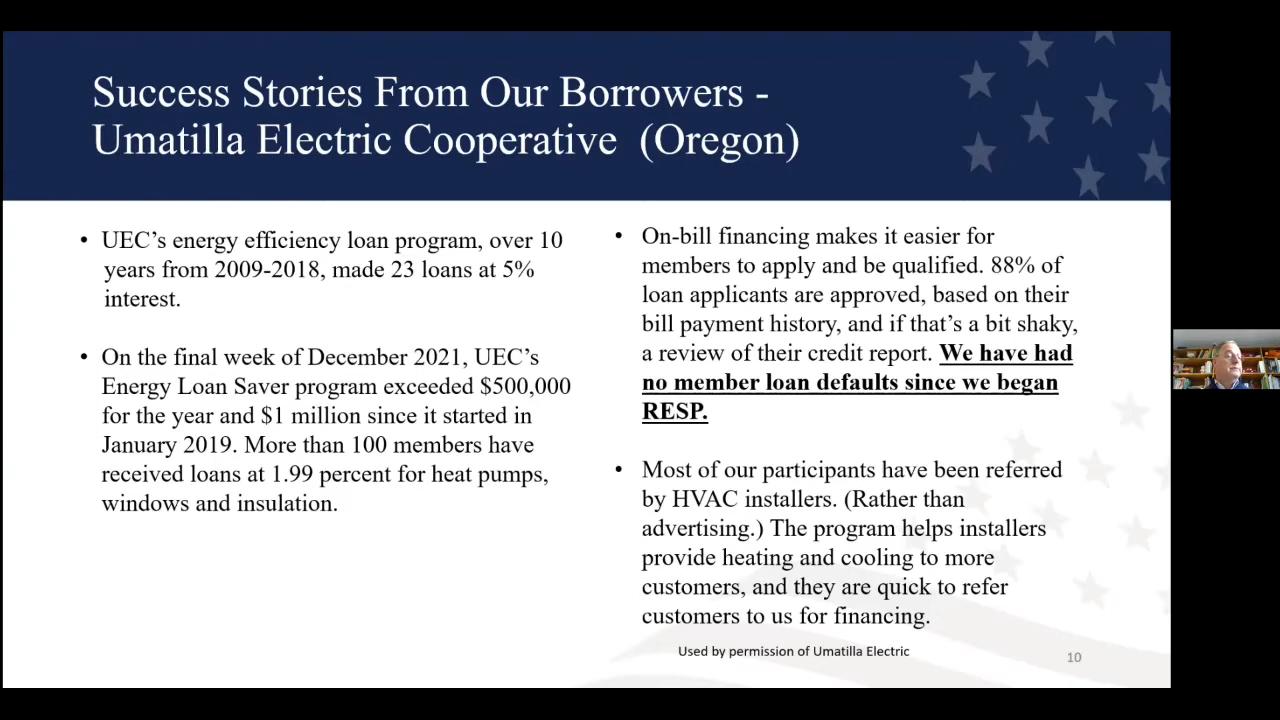 Success Stories From Our Borrowers -
Umatilla Electric Cooperative (Oregon)
• UEC’s energy efficiency loan program, over 10
years from 2009-2018, made 23 loans at 5%
interest.
• On the final week of December 2021, UEC’s
Energy Loan Saver program exceeded $500,000
for the year and $1 million since it started in
January 2019. More than 100 members have
received loans at 1.99 percent for heat pumps,
windows and insulation.
• On-bill financing makes it easier for
members to apply and be qualified. 88% of
loan applicants are approved, based on their
bill payment history, and if that’s a bit shaky,
a review of their credit report. We have had
no member loan defaults since we began
RESP.
• Most of our participants have been referred
by HVAC installers. (Rather than
advertising.) The program helps installers
provide heating and cooling to more
customers, and they are quick to refer
customers to us for financing.
Used by permission of Umatilla Electric
10